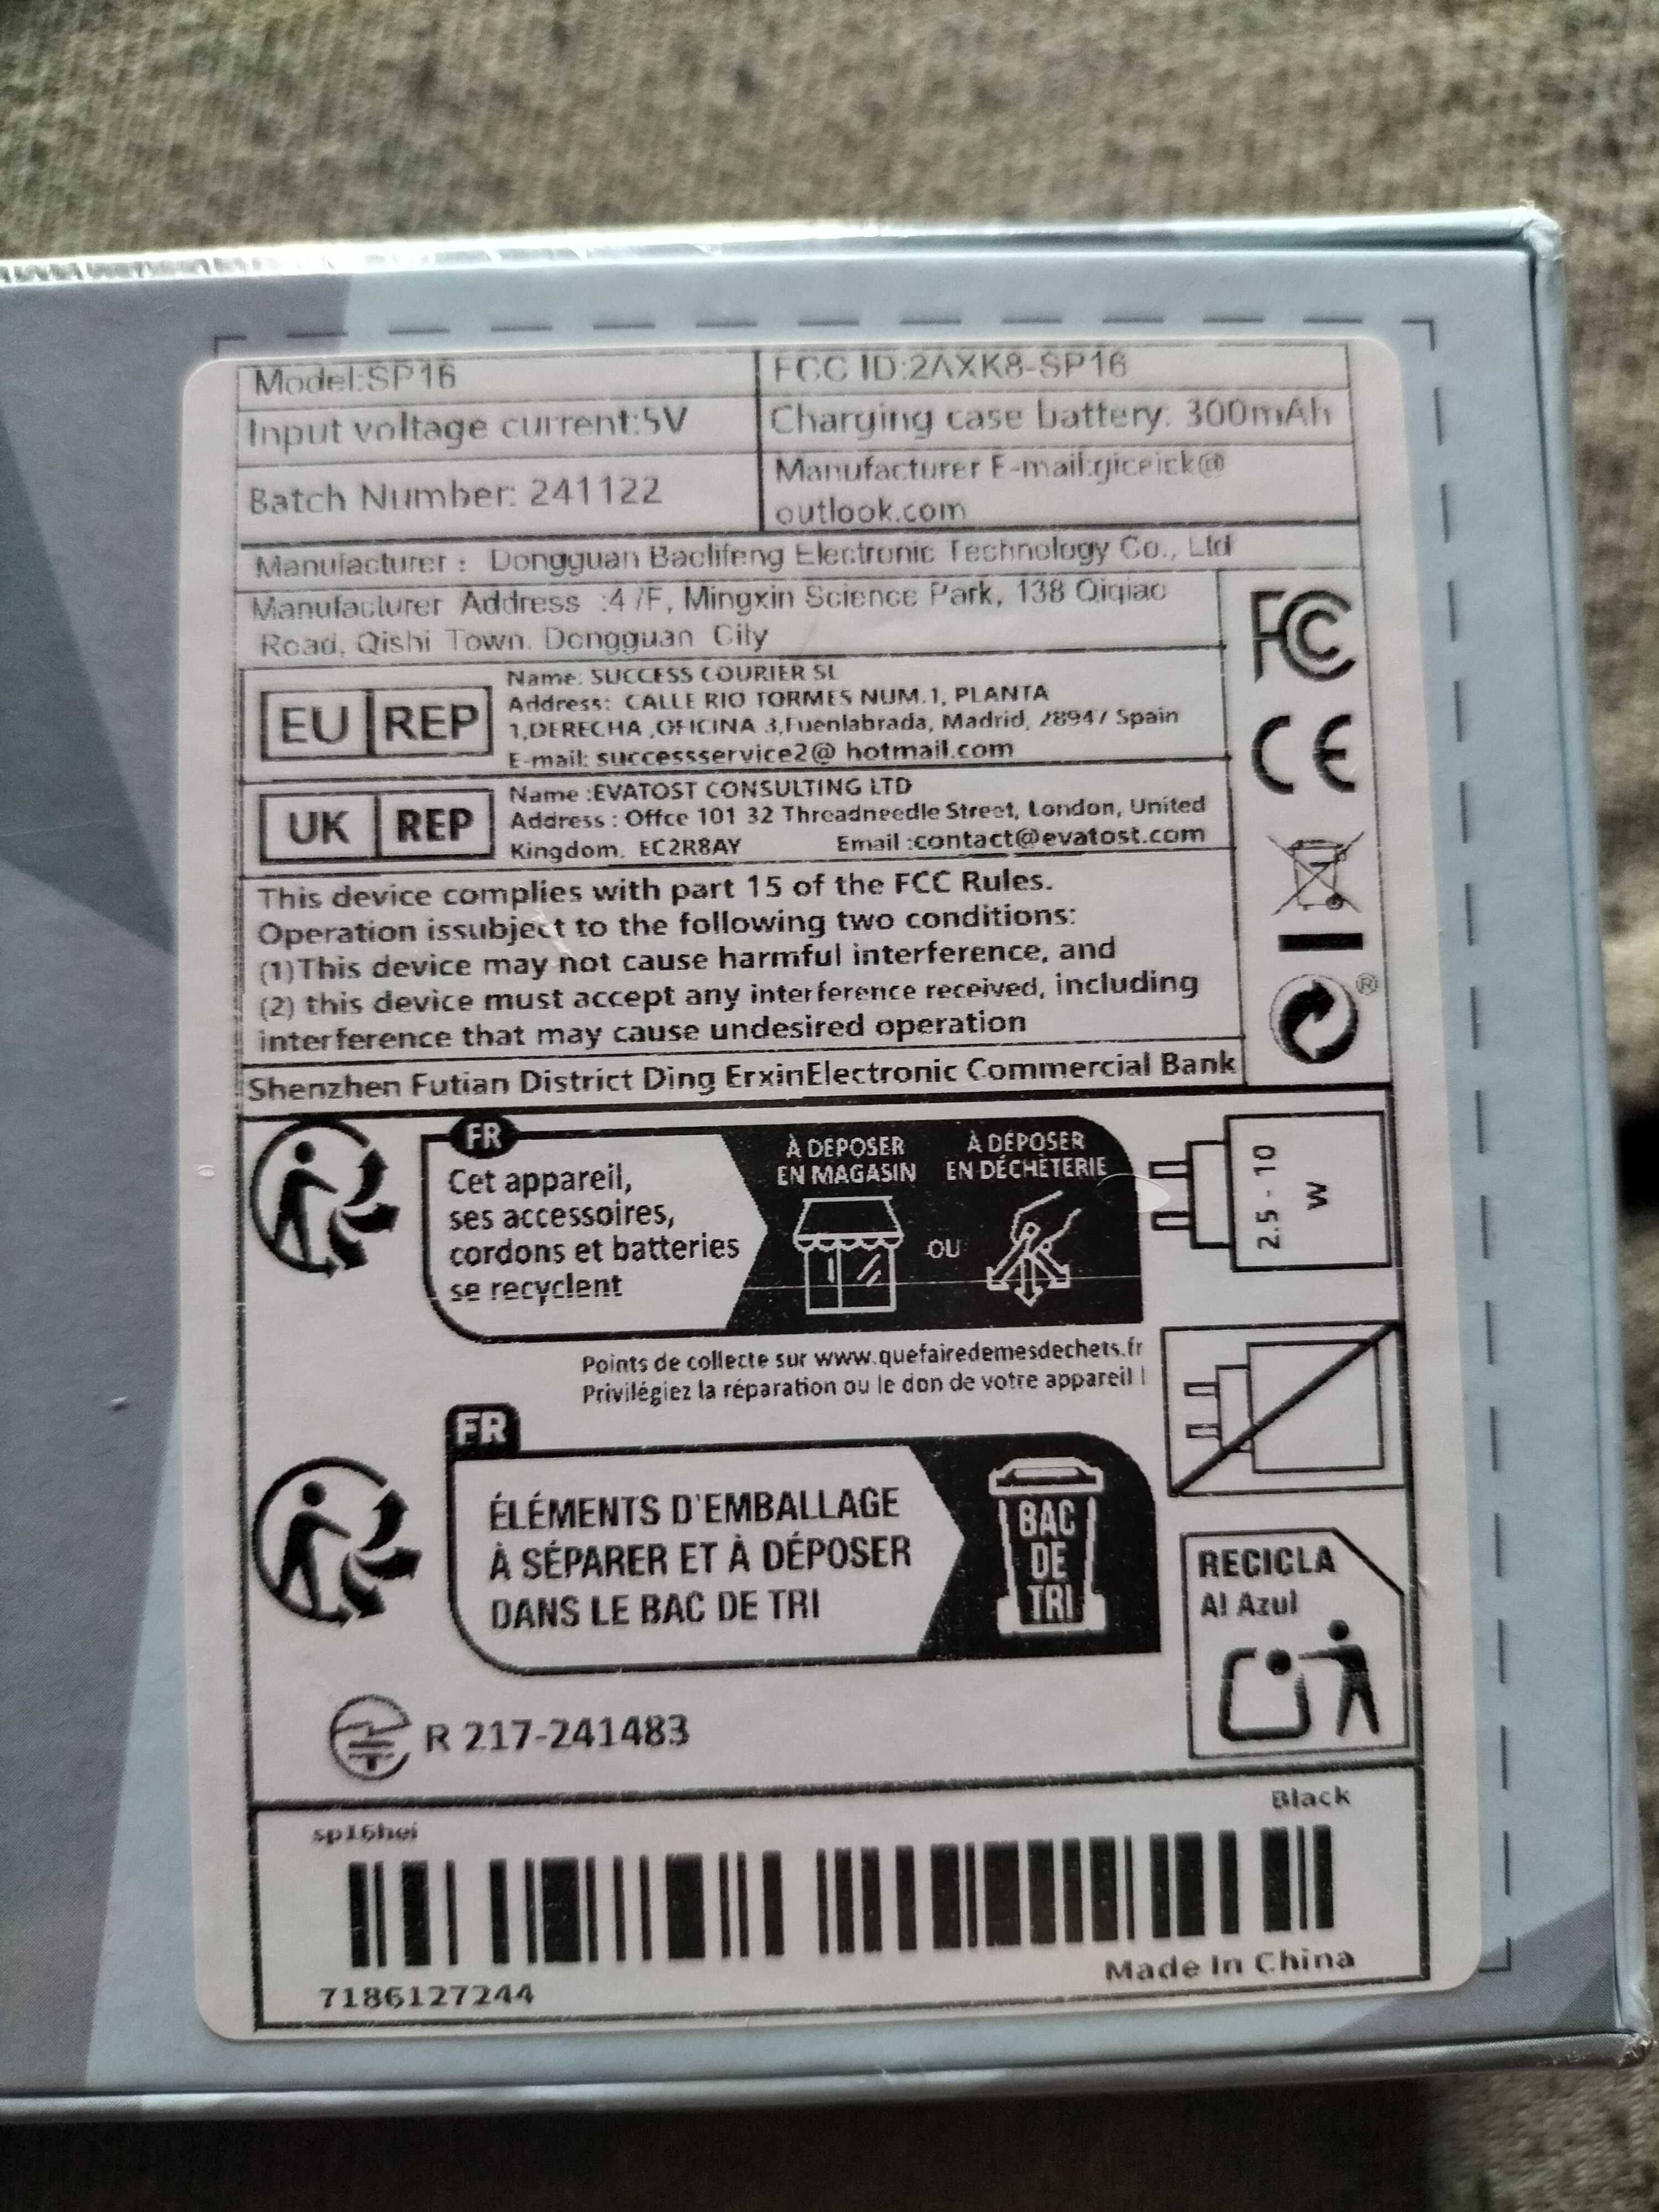 Model:SP16
FCC ID:2AXK8-SP16
Input voltage current:5V
Charging case battery: 300mAh
Batch Number: 241122
Manufacturer E-mail:giceick@
outlook.com
Manufacturer : Dongguan Baolifeng Electronic Technology Co., Ltd
Manufacturer Address :4 /F, Mingxin Science Park, 138 Qiqiao
Road, Qishi Town. Dongguan City
EU REP
Name: SUCCESS COURIER SL
Address: CALLE RIO TORMES NUM.1, PLANTA
1,DERECHA ,OFICINA 3,Fuenlabrada, Madrid, 28947 Spain
E-mail: successservice2@ hotmail.com
UK REP
Name :EVATOST CONSULTING LTD
Address : Offce 101 32 Threadneedle Street, London, United
Kingdom, EC2R8AY Email :contact@evatost.com
This device complies with part 15 of the FCC Rules.
Operation issubject to the following two conditions:
(1)This device may not cause harmful interference, and
(2) this device must accept any interference received, including
interference that may cause undesired operation
Shenzhen Futian District Ding ErxinElectronic Commercial Bank
FC
CE
®
FR
Cet appareil,
ses accessoires,
cordons et batteries
se recyclent
À DÉPOSER
EN MAGASIN
OU
À DÉPOSER
EN DÉCHÈTERIE
2.5 - 10
W
Points de collecte sur www.quefairedemesdechets.fr
Privilégiez la réparation ou le don de votre appareil !
FR
ÉLÉMENTS D'EMBALLAGE
À SÉPARER ET À DÉPOSER
DANS LE BAC DE TRI
BAC
DE
TRI
RECICLA
Al Azul
R 217-241483
sp16hei
Black
7186127244
Made In China